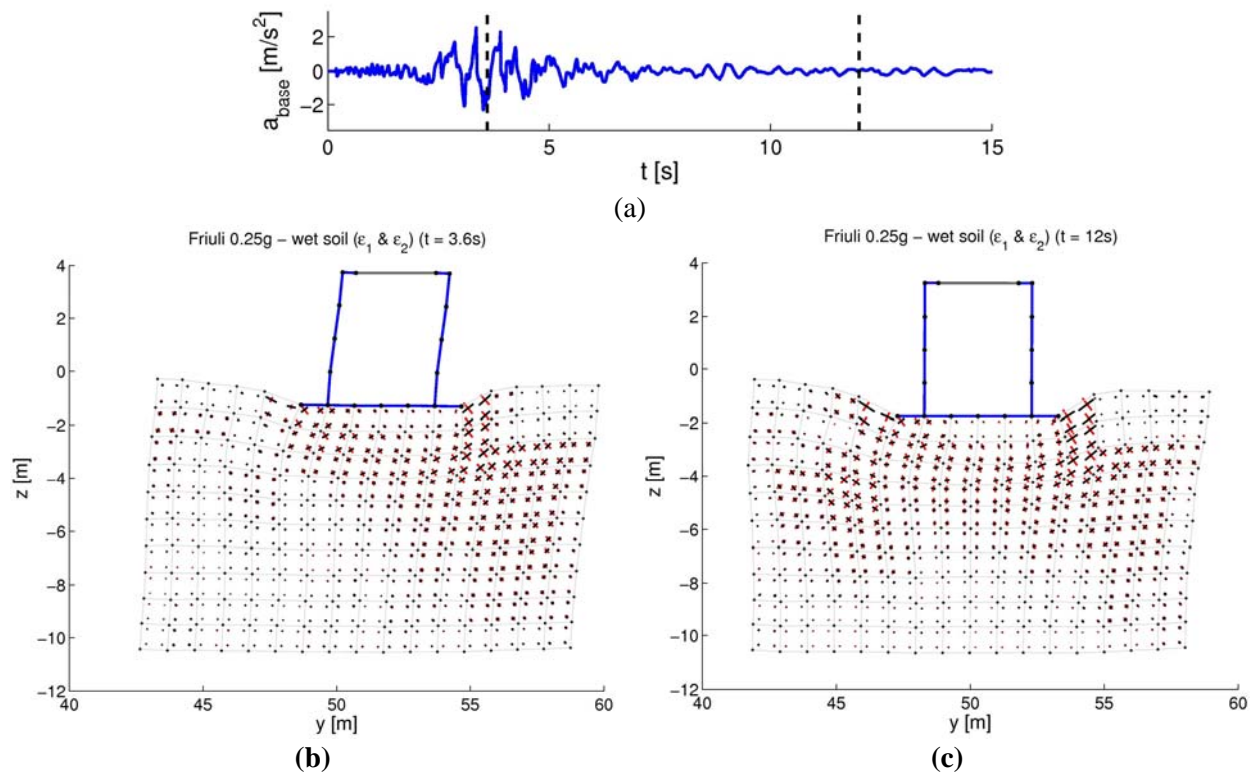 a_base [m/s²]
2
0
−2
0 5 10 15
t [s]
(a)
Friuli 0.25g − wet soil (ε₁ & ε₂) (t = 3.6s)
4
2
0
−2
−4
−6
−8
−10
−12
z [m]
40 45 50 55 60
y [m]
(b)
Friuli 0.25g − wet soil (ε₁ & ε₂) (t = 12s)
4
2
0
−2
−4
−6
−8
−10
−12
z [m]
40 45 50 55 60
y [m]
(c)